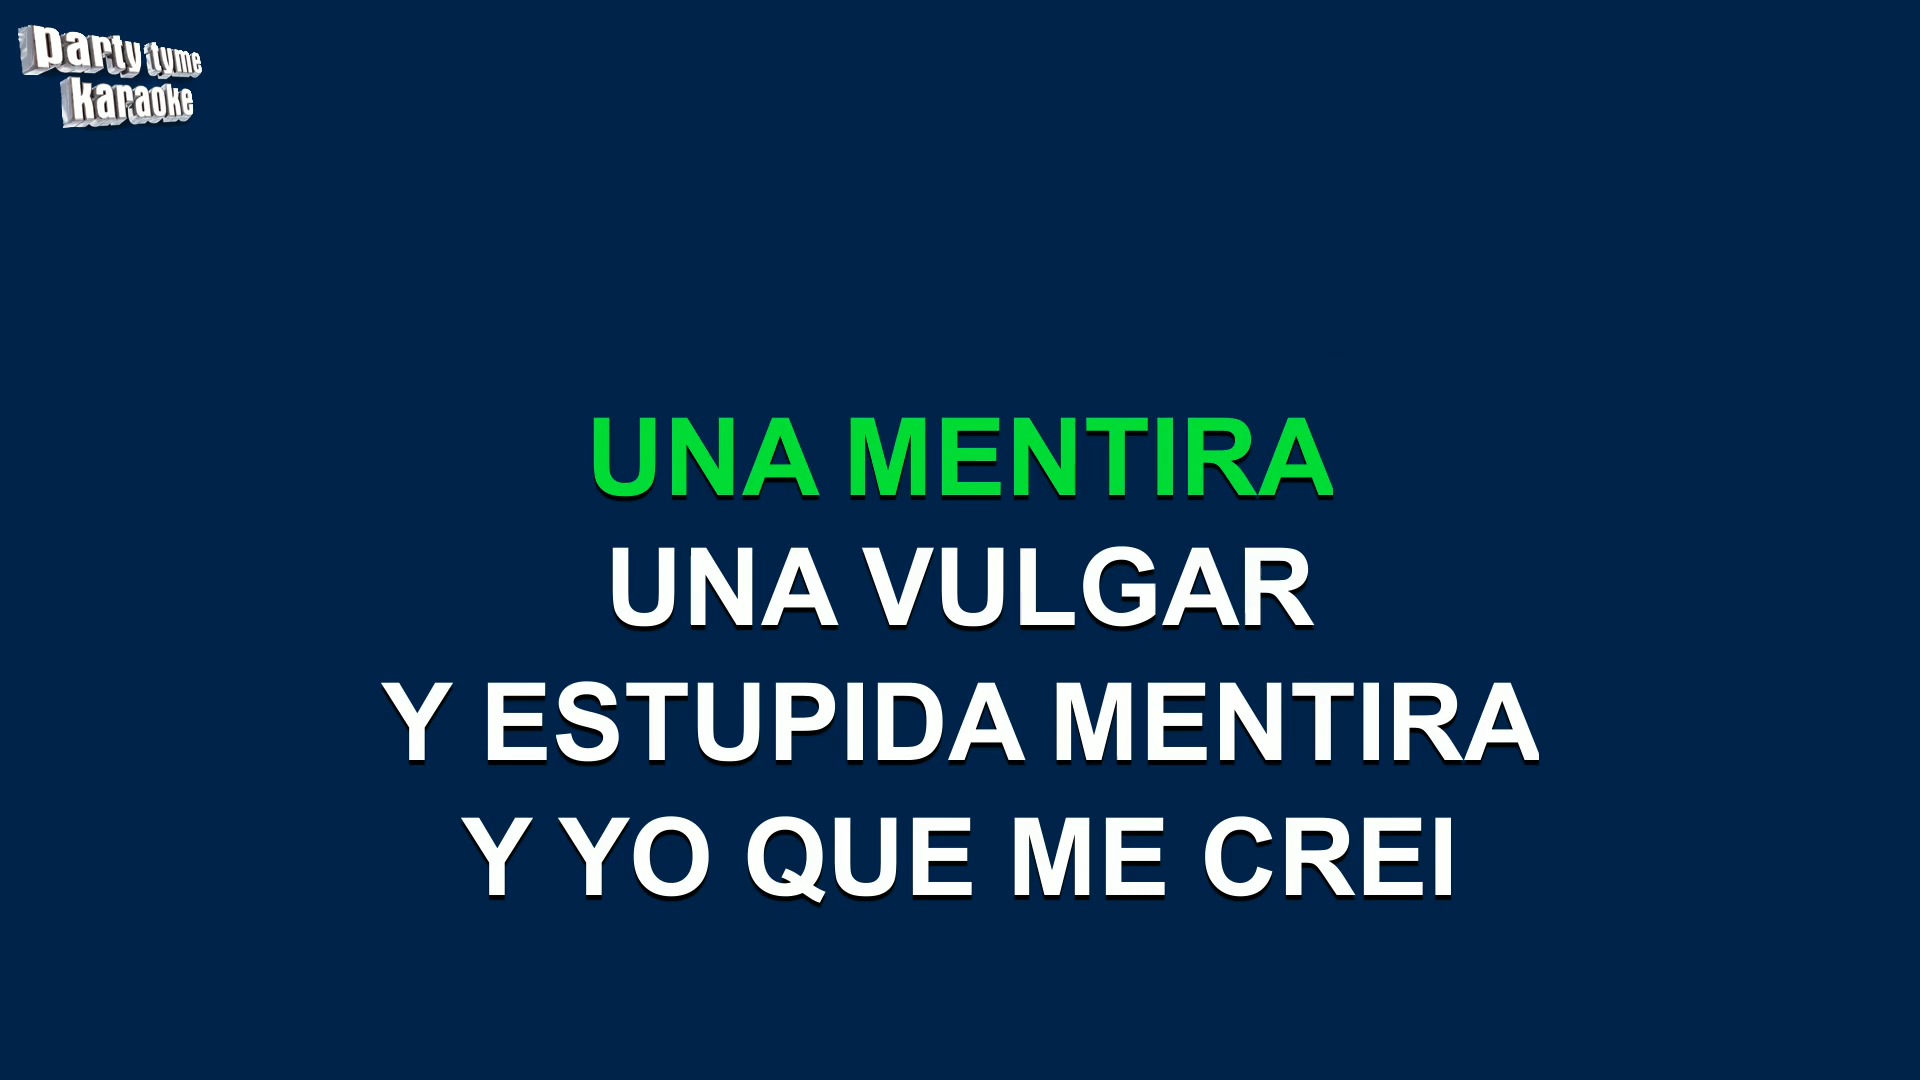 party tyme
karaoke
UNA MENTIRA
UNA VULGAR
Y ESTUPIDA MENTIRA
Y YO QUE ME CREI